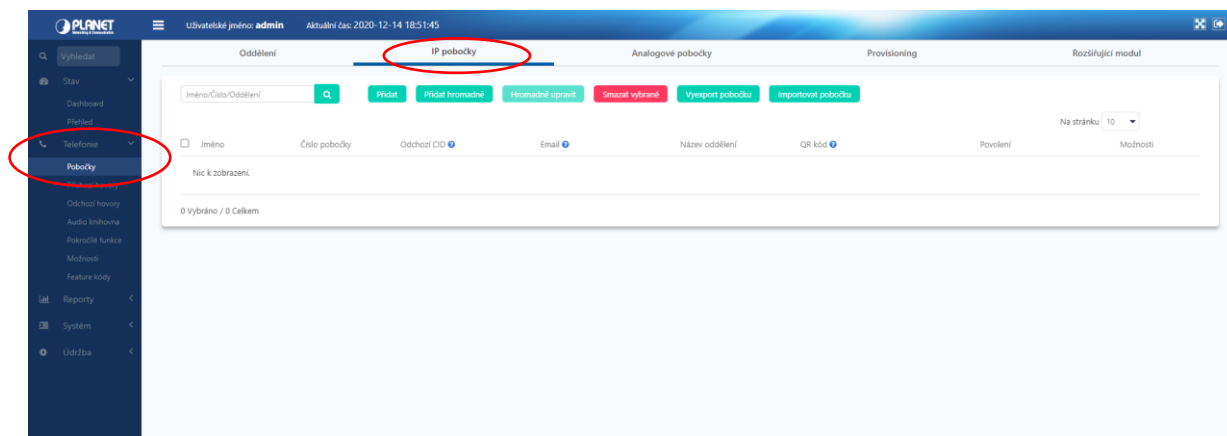 PLANET
Networking & Communication
Uživatelské jméno: admin Aktuální čas: 2020-12-14 18:51:45
Vyhledat
Stav
Dashboard
Přehled
Telefonie
Pobočky
Příchozí hovory
Odchozí hovory
Audio knihovna
Pokročilé funkce
Možnosti
Feature kódy
Reporty
Systém
Údržba
Oddělení IP pobočky Analogové pobočky Provisioning Rozšiřující modul
Jméno/Číslo/Oddělení Přidat Přidat hromadně Hromadně upravit Smazat vybrané Vyexport pobočku Importovat pobočku
Na stránku 10
Jméno Číslo pobočky Odchozí CID Email Název oddělení QR kód Povolení Možnosti
Nic k zobrazení.
0 Vybráno / 0 Celkem